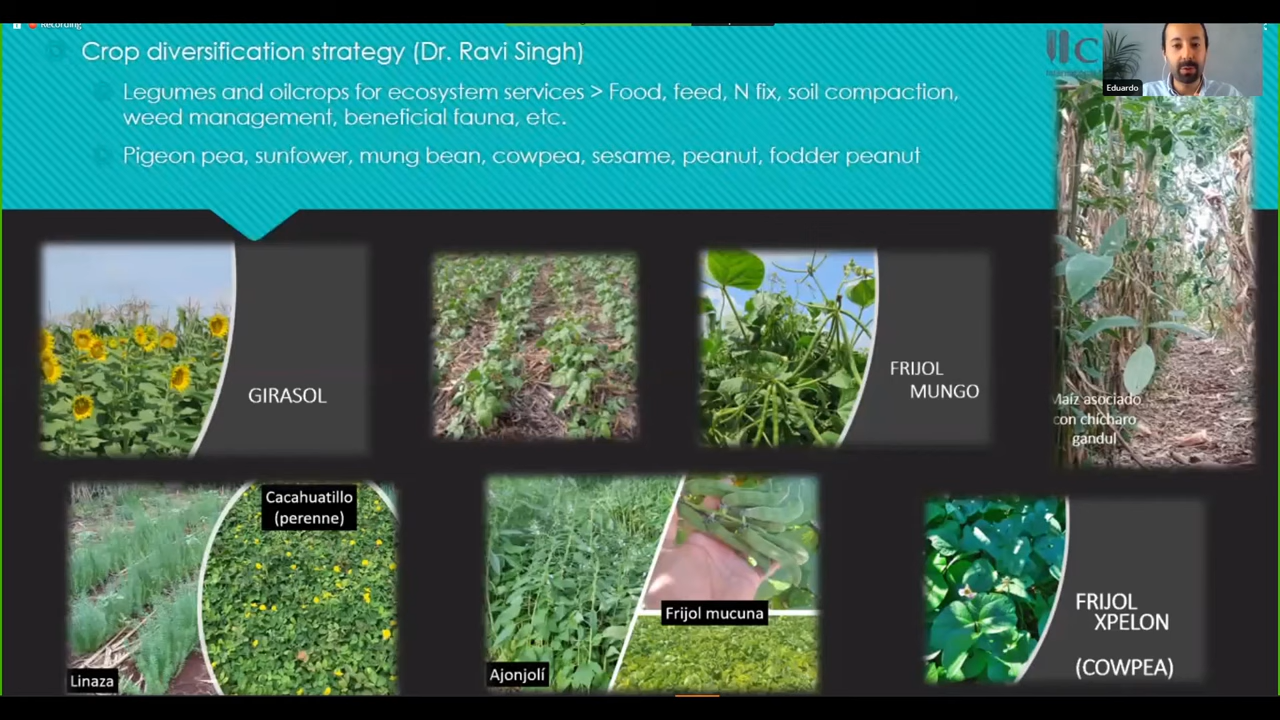 Recording
Crop diversification strategy (Dr. Ravi Singh)
Legumes and oilcrops for ecosystem services > Food, feed, N fix, soil compaction,
weed management, beneficial fauna, etc.
Pigeon pea, sunfower, mung bean, cowpea, sesame, peanut, fodder peanut
Eduardo
GIRASOL
FRIJOL
MUNGO
Maíz asociado
con chícharo
gandul
Cacahuatillo
(perenne)
Linaza
Ajonjolí
Frijol mucuna
FRIJOL
XPELON
(COWPEA)